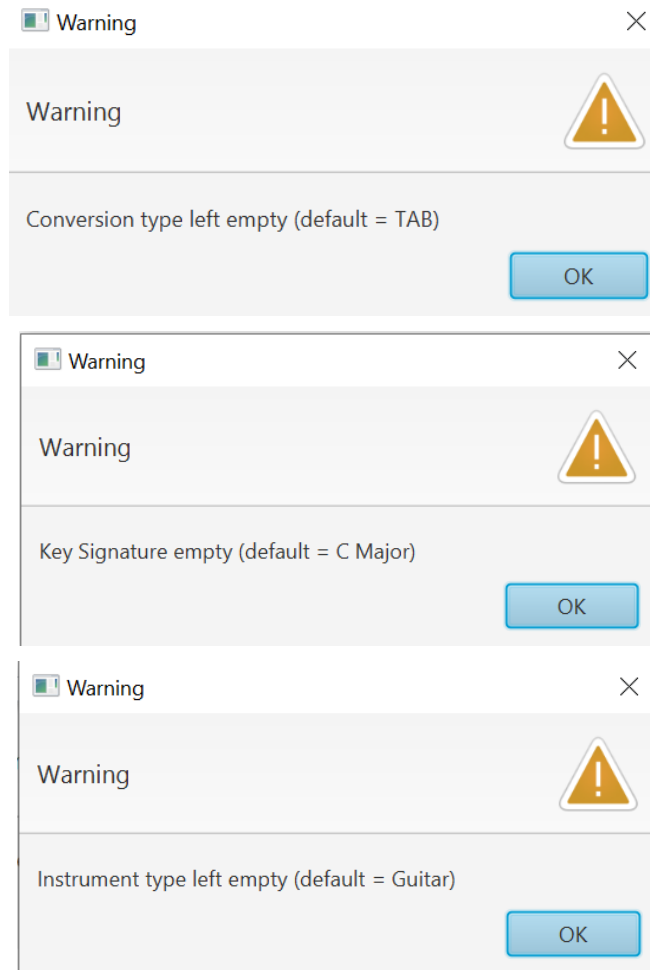 Warning
Warning
Conversion type left empty (default = TAB)
OK
Warning
Warning
Key Signature empty (default = C Major)
OK
Warning
Warning
Instrument type left empty (default = Guitar)
OK